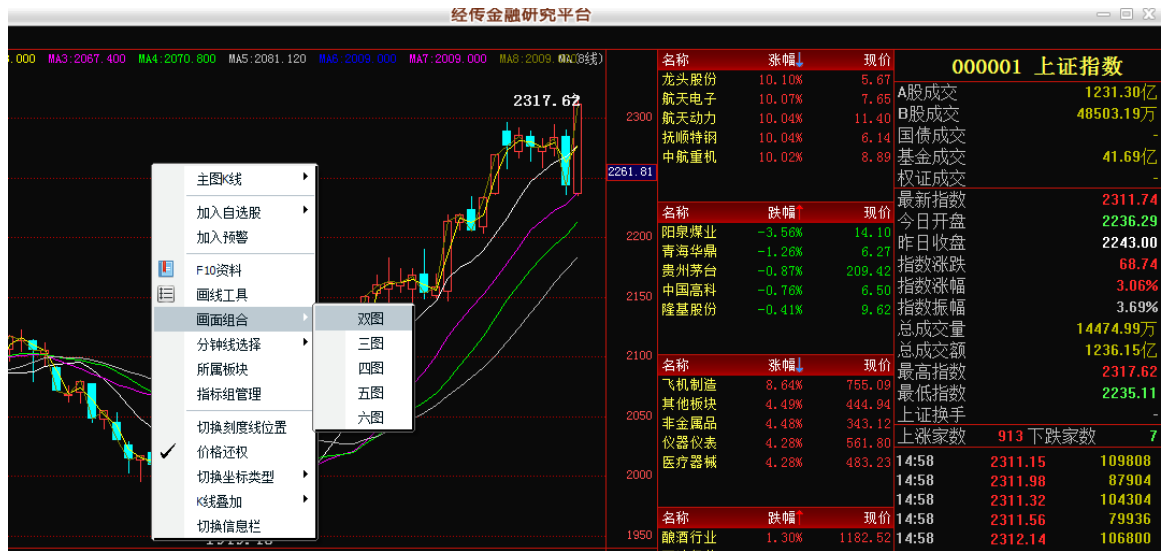 经传金融研究平台
.000 MA3:2067.400 MA4:2070.800 MA5:2081.120 MA6:2009.000 MA7:2009.000 MA8:2009.000
MA(8线)
2317.62
2300
2261.81
2200
2150
2100
2050
2000
1950
主图K线
加入自选股
加入预警
F10资料
画线工具
画面组合
分钟线选择
所属板块
指标组管理
切换刻度线位置
价格还权
切换坐标类型
K线叠加
切换信息栏
双图
三图
四图
五图
六图
名称 涨幅↓ 现价
龙头股份 10.10% 5.67
航天电子 10.07% 7.65
航天动力 10.04% 11.40
抚顺特钢 10.04% 6.14
中航重机 10.02% 8.89
名称 跌幅↑ 现价
阳泉煤业 -3.56% 14.10
青海华鼎 -1.26% 6.27
贵州茅台 -0.87% 209.42
中国高科 -0.76% 6.50
隆基股份 -0.41% 9.62
名称 涨幅↓ 现价
飞机制造 8.64% 755.09
其他板块 4.49% 444.94
非金属品 4.48% 343.12
仪器仪表 4.28% 561.80
医疗器械 4.28% 483.23
名称 跌幅↑ 现价
酿酒行业 1.30% 1182.52
000001 上证指数
A股成交 1231.30亿
B股成交 48503.19万
国债成交 -
基金成交 41.69亿
权证成交 -
最新指数 2311.74
今日开盘 2236.29
昨日收盘 2243.00
指数涨跌 68.74
指数涨幅 3.06%
指数振幅 3.69%
总成交量 14474.99万
总成交额 1236.15亿
最高指数 2317.62
最低指数 2235.11
上证换手 -
上涨家数 913 下跌家数 7
14:58 2311.15 109808
14:58 2311.98 87904
14:58 2311.32 104304
14:58 2311.56 79936
14:58 2312.14 106800